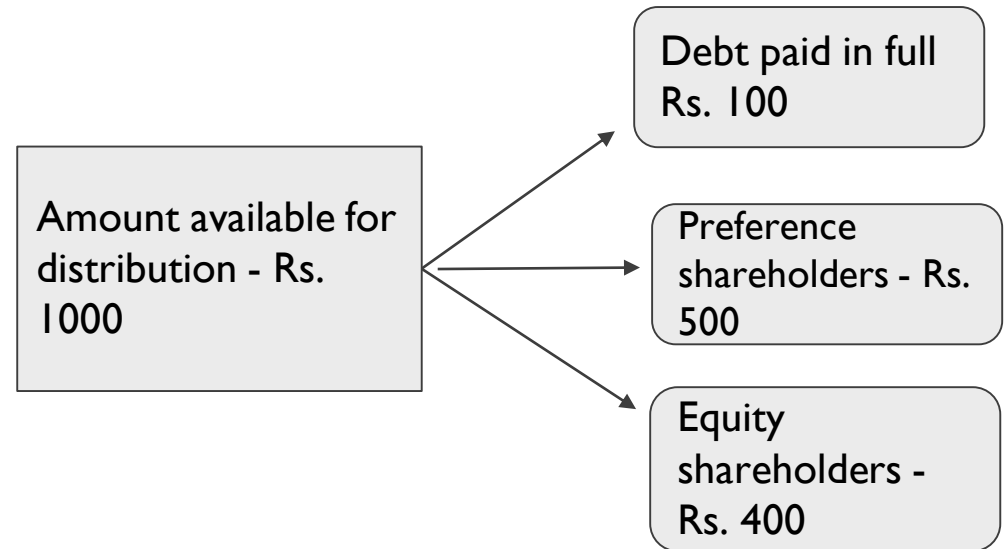 Debt paid in full
Rs. 100
Amount available for
distribution - Rs.
1000
Preference
shareholders - Rs.
500
Equity
shareholders -
Rs. 400